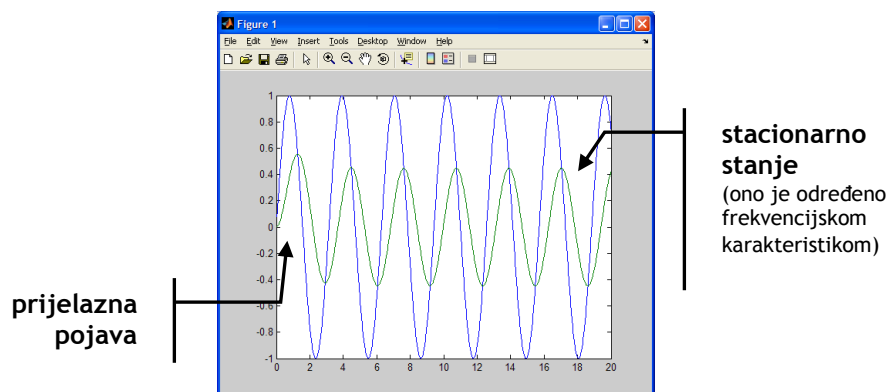 Figure 1
File Edit View Insert Tools Desktop Window Help
1
0.8
0.6
0.4
0.2
0
-0.2
-0.4
-0.6
-0.8
-1
0 2 4 6 8 10 12 14 16 18 20
stacionarno
stanje
(ono je određeno
frekvencijskom
karakteristikom)
prijelazna
pojava